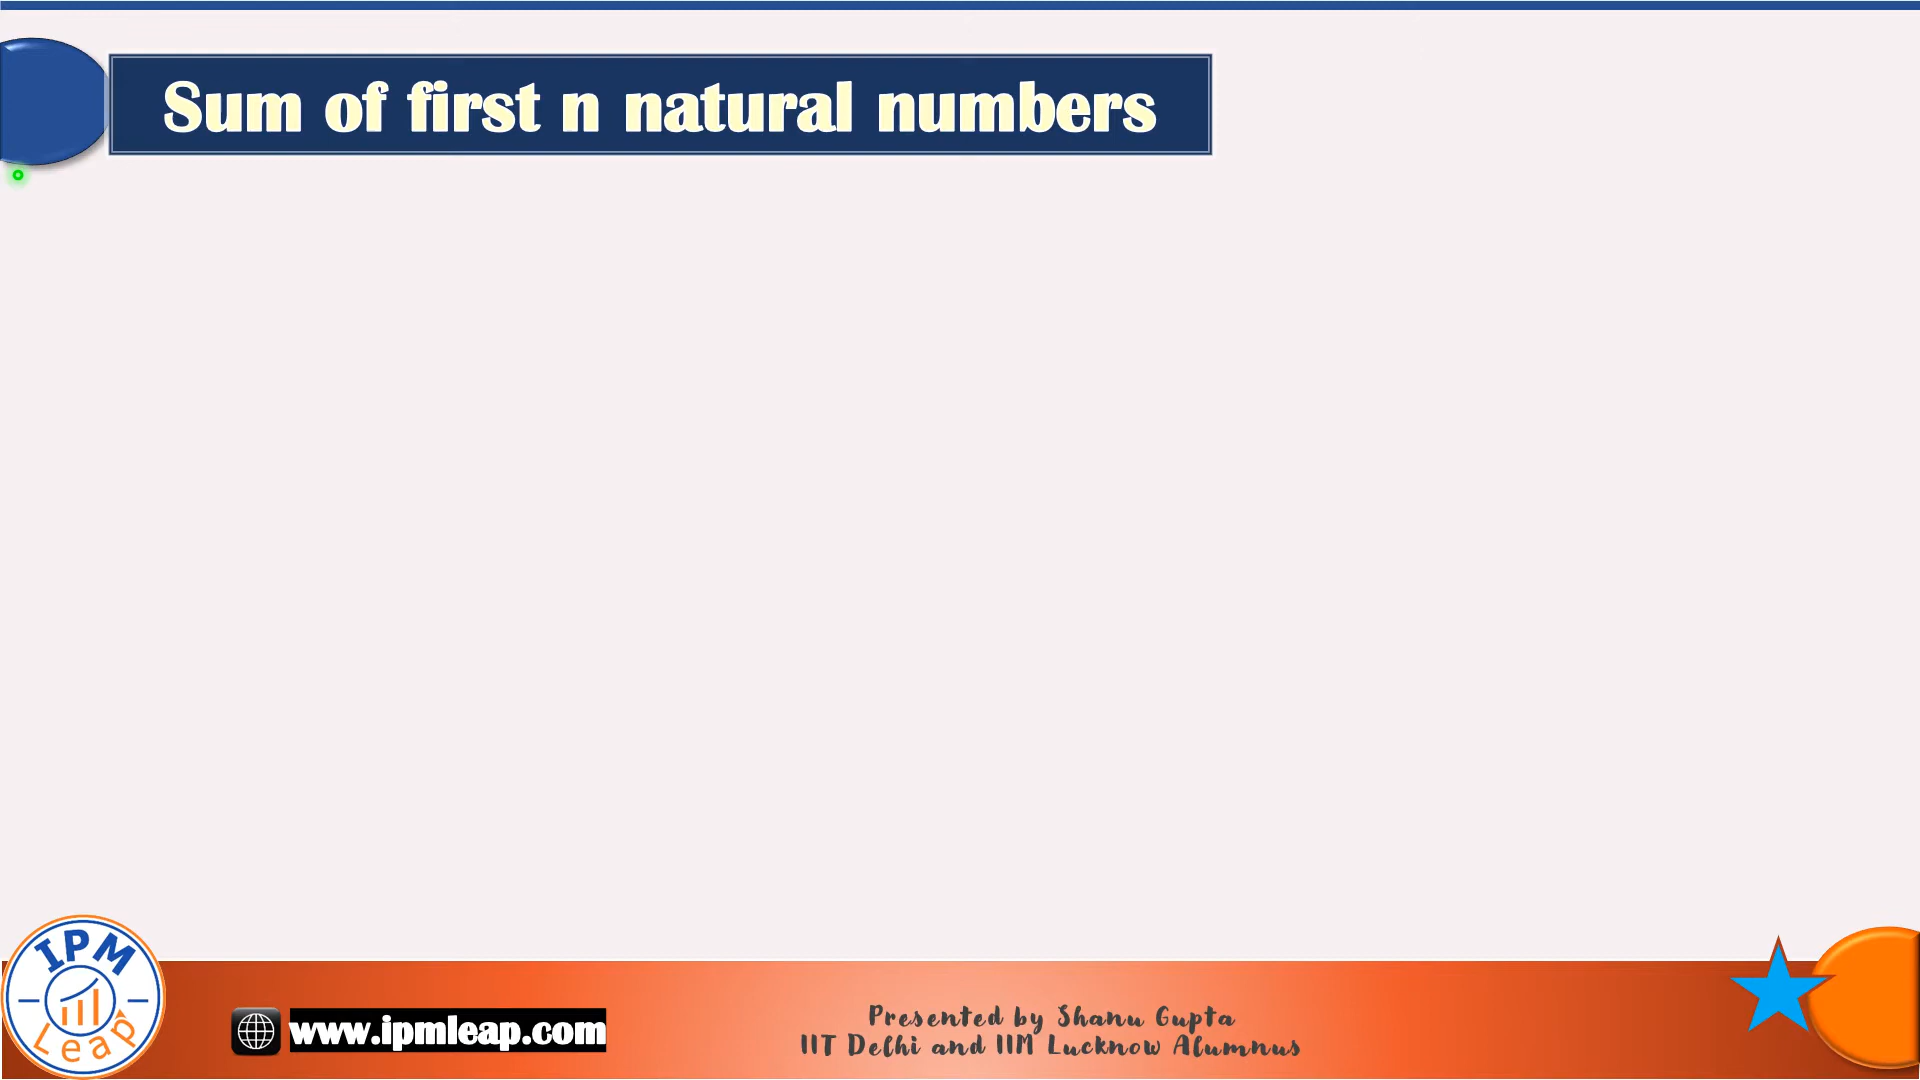 Sum of first n natural numbers
IPM
Leap
www.ipmleap.com
Presented by Shanu Gupta
IIT Delhi and IIM Lucknow Alumnus